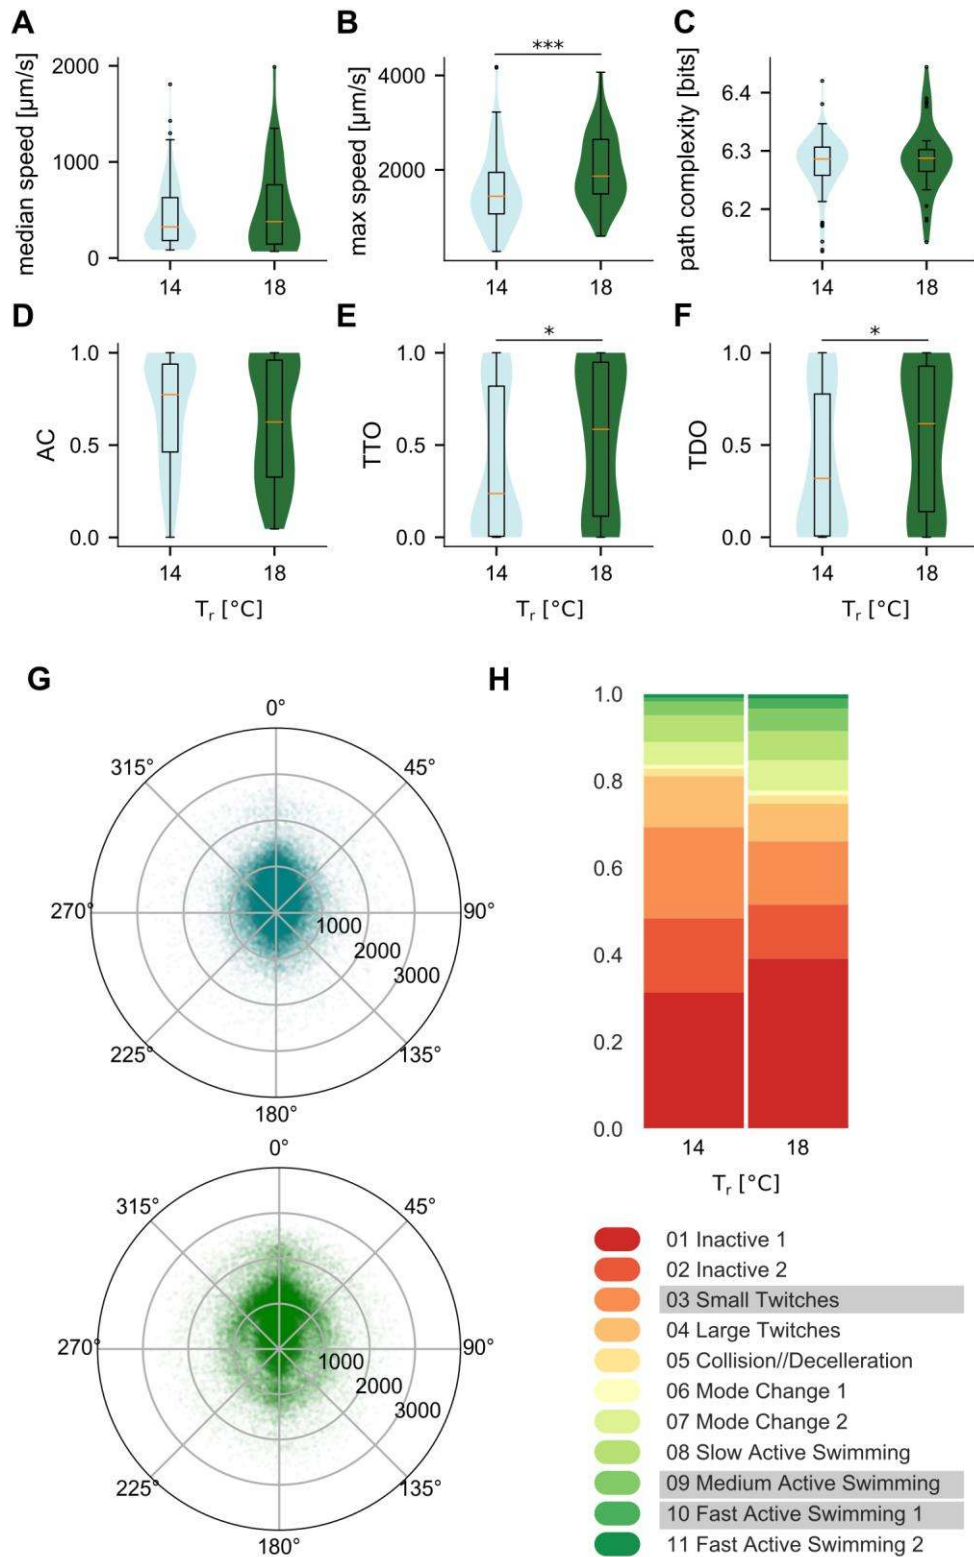 A
B
C
median speed [µm/s]
2000
1000
0
14
18
max speed [µm/s]
***
4000
2000
14
18
path complexity [bits]
6.4
6.3
6.2
14
18
D
E
F
AC
1.0
0.5
0.0
14
18
Tr [°C]
TTO
*
1.0
0.5
0.0
14
18
Tr [°C]
TDO
*
1.0
0.5
0.0
14
18
Tr [°C]
G
0°
315°
45°
270°
90°
1000
2000
3000
225°
135°
180°
0°
315°
45°
270°
90°
1000
2000
3000
225°
135°
180°
H
1.0
0.8
0.6
0.4
0.2
0.0
14
18
Tr [°C]
01 Inactive 1
02 Inactive 2
03 Small Twitches
04 Large Twitches
05 Collision//Decelleration
06 Mode Change 1
07 Mode Change 2
08 Slow Active Swimming
09 Medium Active Swimming
10 Fast Active Swimming 1
11 Fast Active Swimming 2